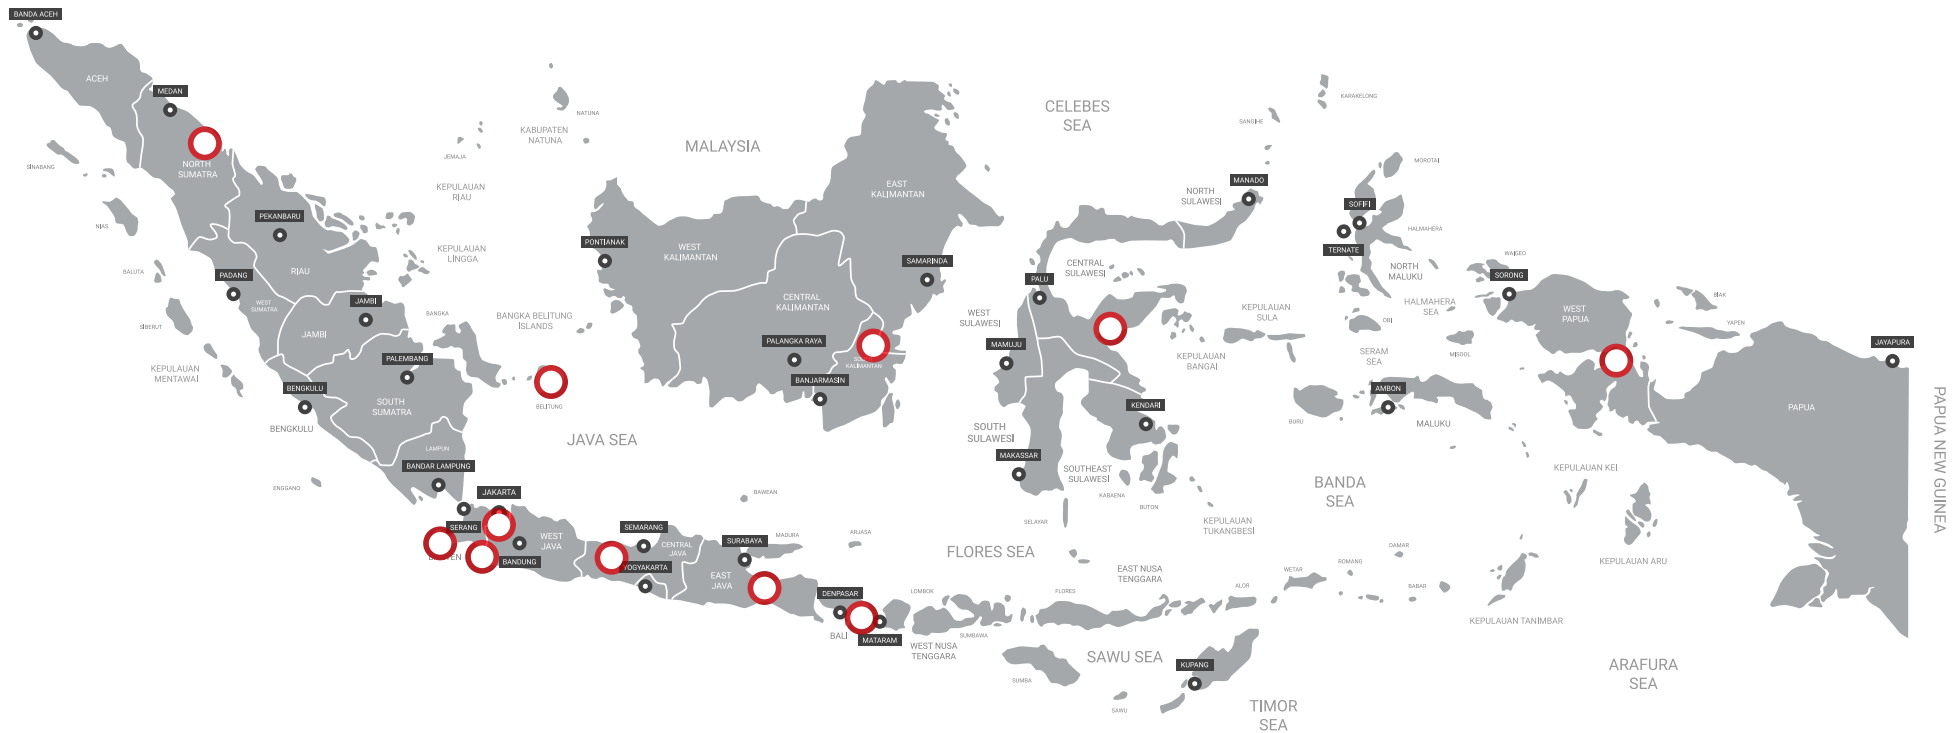 BANDA ACEH
ACEH
MEDAN
SINABANG
NORTH
SUMATRA
NIAS
PEKANBARU
BALUTA
PADANG
RIAU
WEST
SUMATRA
SIBERUT
JAMBI
JAMBI
KEPULAUAN
MENTAWAI
BENGKULU
BENGKULU
PALEMBANG
SOUTH
SUMATRA
LAMPUN
BANDAR LAMPUNG
ENGGANO
JEMAJA
KABUPATEN
NATUNA
NATUNA
KEPULAUAN
RIAU
KEPULAUAN
LINGGA
BANGKA
BANGKA BELITUNG
ISLANDS
BELITUNG
JAVA SEA
MALAYSIA
PONTIANAK
WEST
KALIMANTAN
EAST
KALIMANTAN
SAMARINDA
CENTRAL
KALIMANTAN
PALANGKA RAYA
KALIMANTAN
BANJARMASIN
JAKARTA
SERANG
WEST
JAVA
BANDUNG
SEMARANG
CENTRAL
JAVA
YOGYAKARTA
BAWEAN
SURABAYA
MADURA
EAST
JAVA
ARJASA
DENPASAR
BALI
MATARAM
LOMBOK
WEST NUSA
TENGGARA
SUMBAWA
FLORES SEA
EAST NUSA
TENGGARA
FLORES
ALOR
SUMBA
SAWU SEA
SAWU
KUPANG
TIMOR
SEA
CELEBES
SEA
NORTH
SULAWESI
MANADO
SANGIHE
KARAKELONG
CENTRAL
SULAWESI
PALU
WEST
SULAWESI
MAMUJU
SOUTH
SULAWESI
MAKASSAR
KENDARI
SOUTHEAST
SULAWESI
KABAENA
BUTON
SELAYAR
KEPULAUAN
TUKANGBESI
KEPULAUAN
SULA
KEPULAUAN
BANGAI
MOROTAI
SOFIFI
TERNATE
HALMAHERA
NORTH
MALUKU
HALMAHERA
SEA
OBI
SERAM
SEA
MISOOL
BURU
AMBON
MALUKU
BANDA
SEA
WETAR
ROMANG
DAMAR
BABAR
KEPULAUAN TANIMBAR
KEPULAUAN KEI
KEPULAUAN ARU
ARAFURA
SEA
WAIGEO
SORONG
WEST
PAPUA
BIAK
YAPEN
JAYAPURA
PAPUA
PAPUA NEW GUINEA